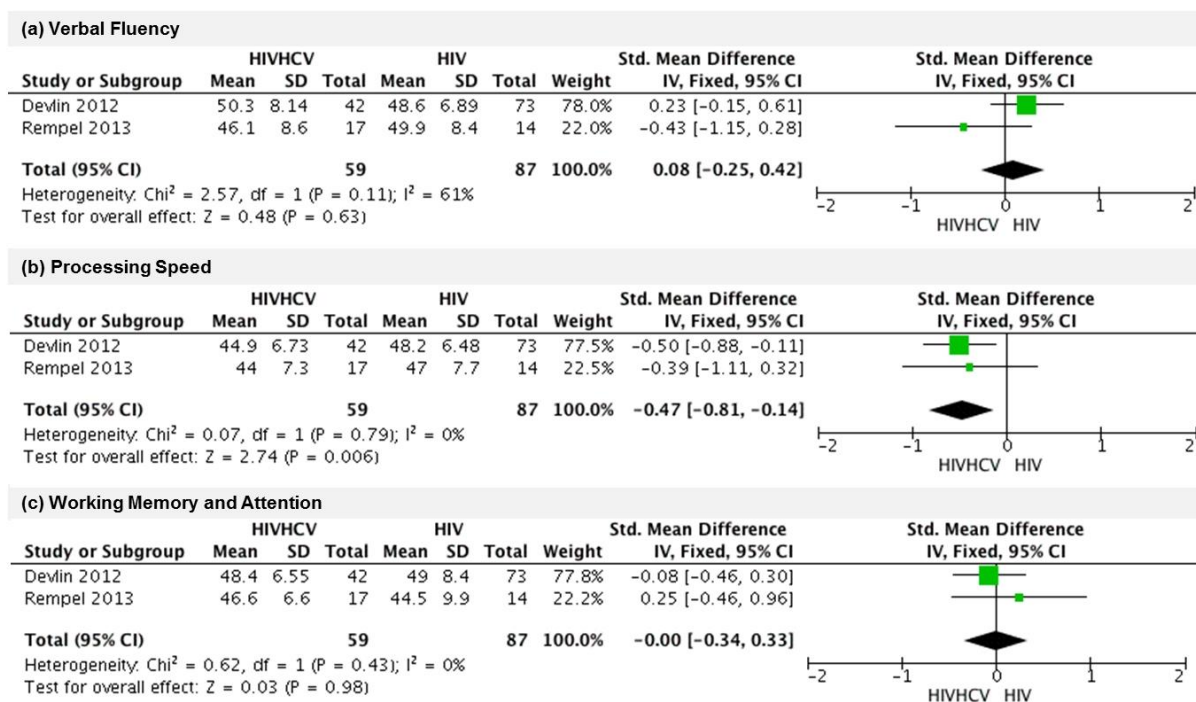 (a) Verbal Fluency
HIVHCV HIV Std. Mean Difference Std. Mean Difference
Study or Subgroup Mean SD Total Mean SD Total Weight IV, Fixed, 95% CI IV, Fixed, 95% CI
Devlin 2012 50.3 8.14 42 48.6 6.89 73 78.0% 0.23 [-0.15, 0.61]
Rempel 2013 46.1 8.6 17 49.9 8.4 14 22.0% -0.43 [-1.15, 0.28]
Total (95% CI) 59 87 100.0% 0.08 [-0.25, 0.42]
Heterogeneity: Chi² = 2.57, df = 1 (P = 0.11); I² = 61%
Test for overall effect: Z = 0.48 (P = 0.63)
-2 -1 0 1 2
HIVHCV HIV
(b) Processing Speed
HIVHCV HIV Std. Mean Difference Std. Mean Difference
Study or Subgroup Mean SD Total Mean SD Total Weight IV, Fixed, 95% CI IV, Fixed, 95% CI
Devlin 2012 44.9 6.73 42 48.2 6.48 73 77.5% -0.50 [-0.88, -0.11]
Rempel 2013 44 7.3 17 47 7.7 14 22.5% -0.39 [-1.11, 0.32]
Total (95% CI) 59 87 100.0% -0.47 [-0.81, -0.14]
Heterogeneity: Chi² = 0.07, df = 1 (P = 0.79); I² = 0%
Test for overall effect: Z = 2.74 (P = 0.006)
-2 -1 0 1 2
HIVHCV HIV
(c) Working Memory and Attention
HIVHCV HIV Std. Mean Difference Std. Mean Difference
Study or Subgroup Mean SD Total Mean SD Total Weight IV, Fixed, 95% CI IV, Fixed, 95% CI
Devlin 2012 48.4 6.55 42 49 8.4 73 77.8% -0.08 [-0.46, 0.30]
Rempel 2013 46.6 6.6 17 44.5 9.9 14 22.2% 0.25 [-0.46, 0.96]
Total (95% CI) 59 87 100.0% -0.00 [-0.34, 0.33]
Heterogeneity: Chi² = 0.62, df = 1 (P = 0.43); I² = 0%
Test for overall effect: Z = 0.03 (P = 0.98)
-2 -1 0 1 2
HIVHCV HIV